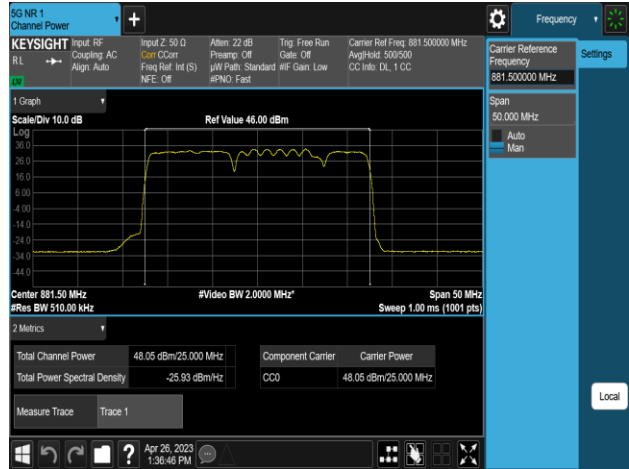 5G NR 1
Channel Power
Frequency
KEYSIGHT
RL
LXI
Input: RF
Coupling: AC
Align: Auto
Input Z: 50 Ω
Corr CCorr
Freq Ref: Int (S)
NFE: Off
Atten: 22 dB
Preamp: Off
µW Path: Standard
#PNO: Fast
Trig: Free Run
Gate: Off
#IF Gain: Low
Carrier Ref Freq: 881.500000 MHz
Avg|Hold: 500/500
CC Info: DL, 1 CC
Carrier Reference
Frequency
881.500000 MHz
Settings
Span
50.000 MHz
Auto
Man
1 Graph
Scale/Div 10.0 dB
Ref Value 46.00 dBm
Log
36.0
26.0
16.0
6.00
-4.00
-14.0
-24.0
-34.0
-44.0
Center 881.50 MHz
#Video BW 2.0000 MHz*
Span 50 MHz
#Res BW 510.00 kHz
Sweep 1.00 ms (1001 pts)
2 Metrics
Total Channel Power 48.05 dBm/25.000 MHz
Total Power Spectral Density -25.93 dBm/Hz
Component Carrier Carrier Power
CC0 48.05 dBm/25.000 MHz
Measure Trace Trace 1
Local
?
Apr 26, 2023
1:36:46 PM